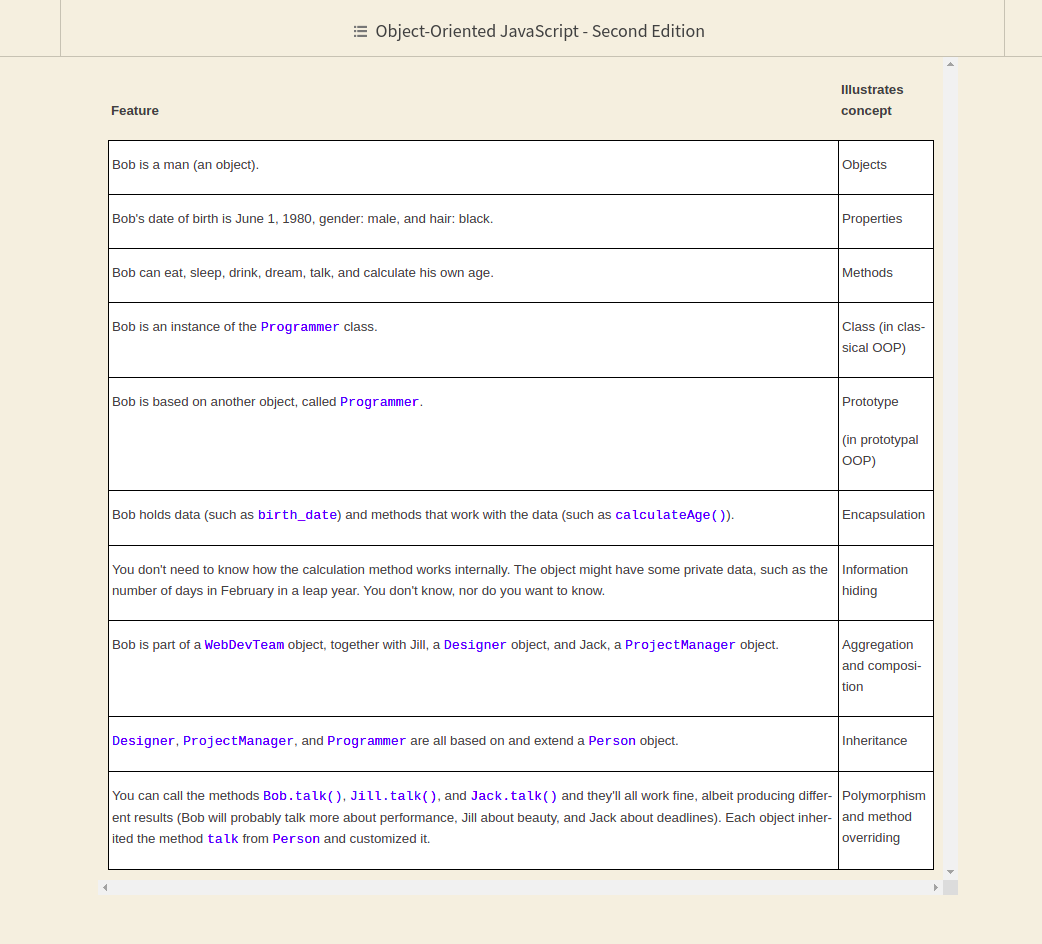 Object-Oriented JavaScript - Second Edition
Feature
Illustrates
concept
Bob is a man (an object).
Objects
Bob's date of birth is June 1, 1980, gender: male, and hair: black.
Properties
Bob can eat, sleep, drink, dream, talk, and calculate his own age.
Methods
Bob is an instance of the Programmer class.
Class (in clas-
sical OOP)
Bob is based on another object, called Programmer.
Prototype
(in prototypal
OOP)
Bob holds data (such as birth_date) and methods that work with the data (such as calculateAge()).
Encapsulation
You don't need to know how the calculation method works internally. The object might have some private data, such as the
number of days in February in a leap year. You don't know, nor do you want to know.
Information
hiding
Bob is part of a WebDevTeam object, together with Jill, a Designer object, and Jack, a ProjectManager object.
Aggregation
and composi-
tion
Designer, ProjectManager, and Programmer are all based on and extend a Person object.
Inheritance
You can call the methods Bob.talk(), Jill.talk(), and Jack.talk() and they'll all work fine, albeit producing differ-
ent results (Bob will probably talk more about performance, Jill about beauty, and Jack about deadlines). Each object inher-
ited the method talk from Person and customized it.
Polymorphism
and method
overriding